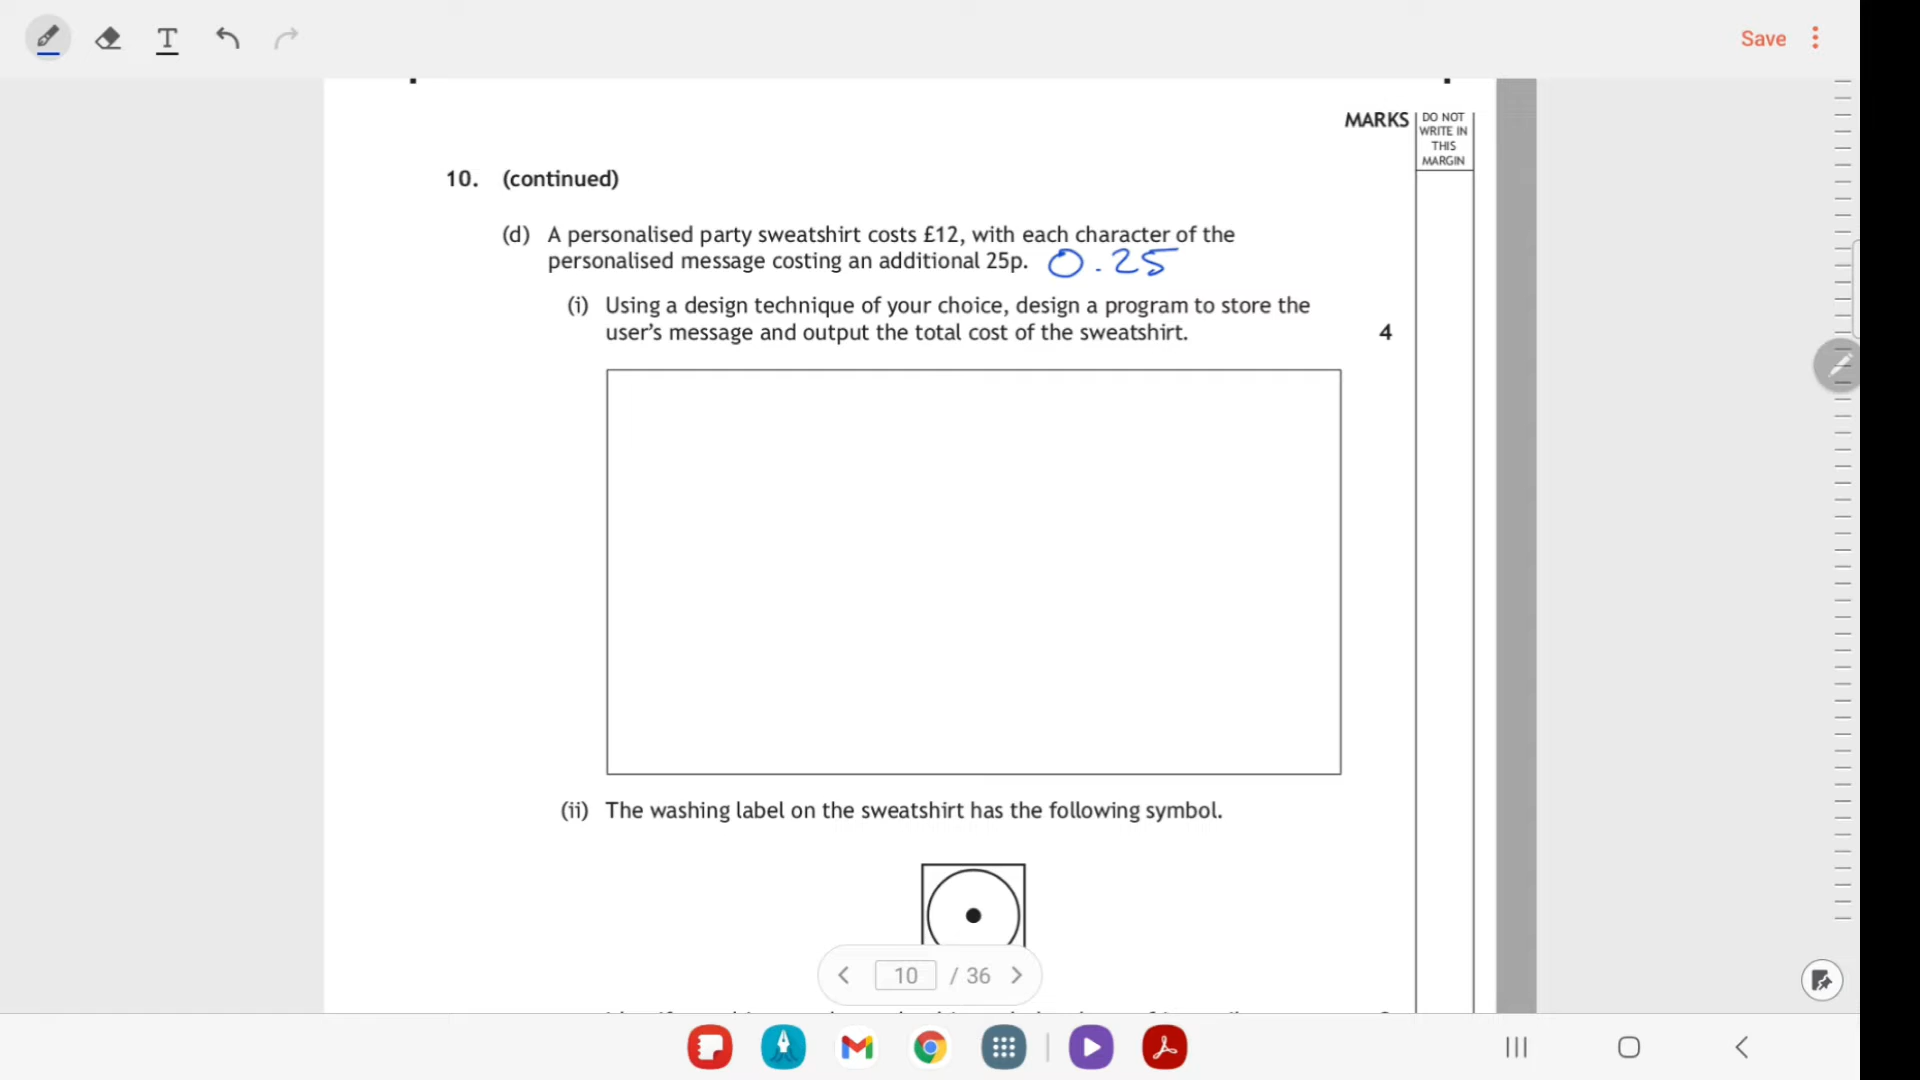 Save
MARKS
DO NOT
WRITE IN
THIS
MARGIN
10. (continued)
(d) A personalised party sweatshirt costs £12, with each character of the
personalised message costing an additional 25p. 0.25
(i) Using a design technique of your choice, design a program to store the
user's message and output the total cost of the sweatshirt. 4
(ii) The washing label on the sweatshirt has the following symbol.
10 / 36